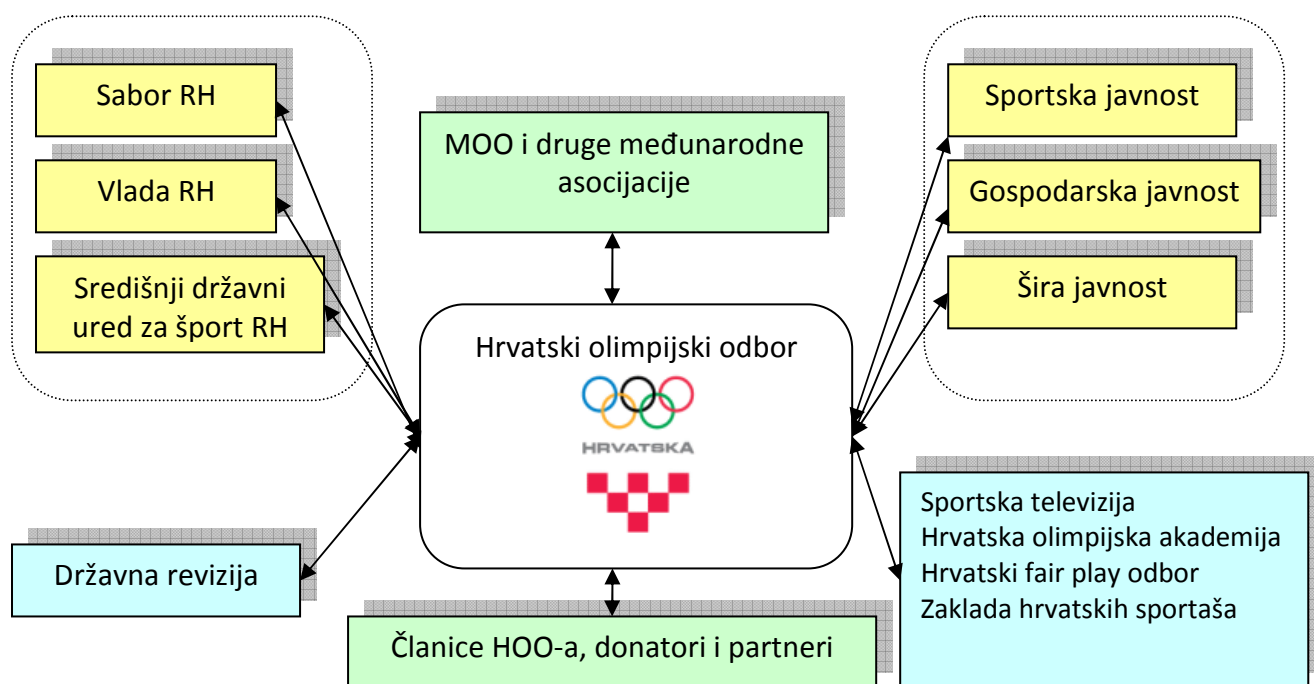 Sabor RH
Vlada RH
Središnji državni
ured za šport RH
MOO i druge međunarodne
asocijacije
Sportska javnost
Gospodarska javnost
Šira javnost
Hrvatski olimpijski odbor
HRVATSKA
Državna revizija
Članice HOO-a, donatori i partneri
Sportska televizija
Hrvatska olimpijska akademija
Hrvatski fair play odbor
Zaklada hrvatskih sportaša